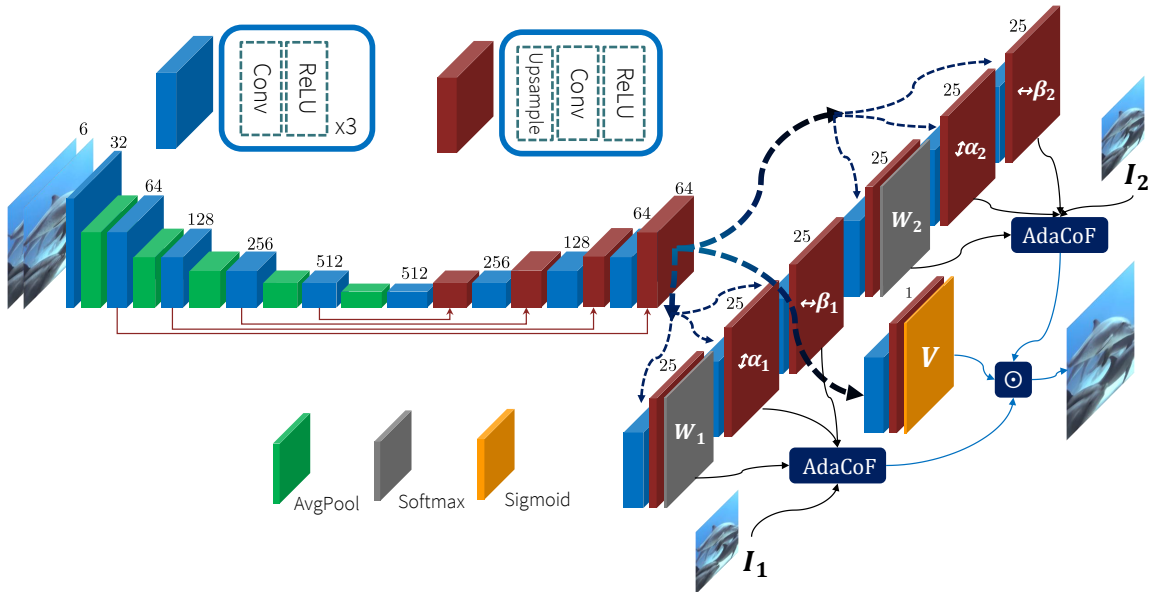 Conv
ReLU
x3
Upsample
Conv
ReLU
6
32
64
128
256
512
512
256
128
64
64
25
W₁
25
↕α₁
25
↔β₁
25
W₂
25
↕α₂
25
↔β₂
1
V
AdaCoF
I₁
AdaCoF
I₂
⊙
AvgPool
Softmax
Sigmoid